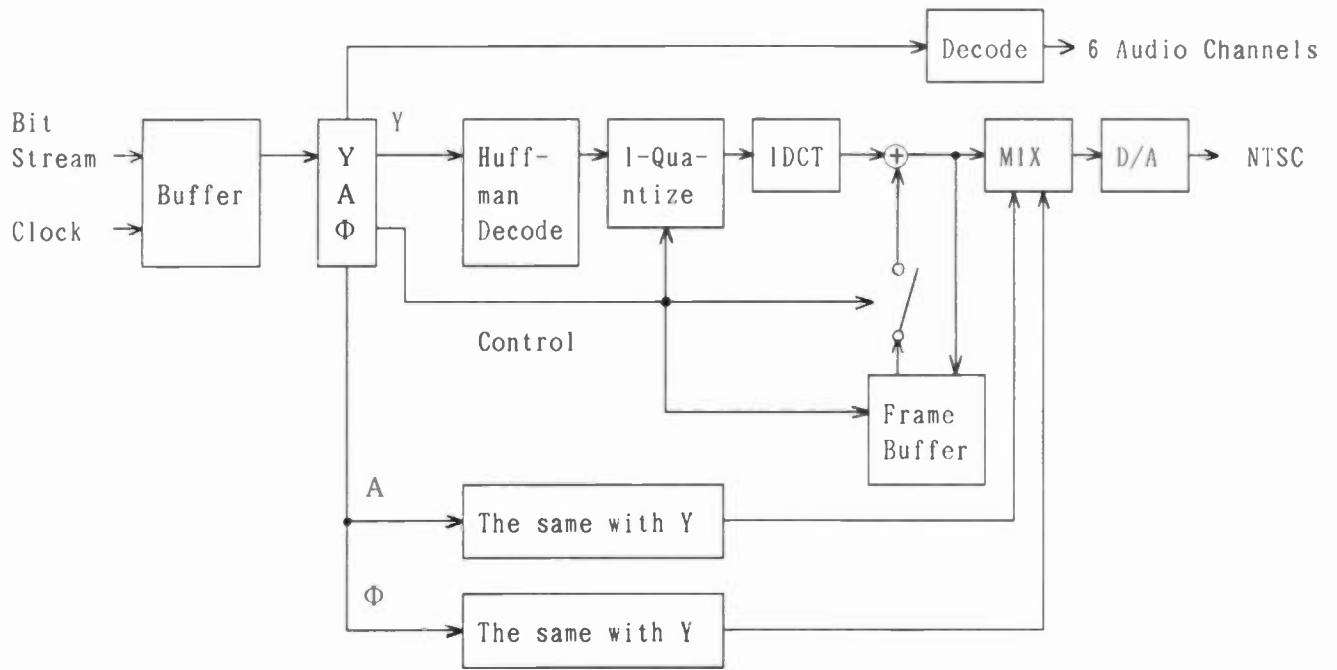 Decode
6 Audio Channels
Bit
Stream
Clock
Buffer
Y
A
Φ
Y
Huff-
man
Decode
I-Qua-
ntize
IDCT
+
MIX
D/A
NTSC
Control
Frame
Buffer
A
The same with Y
Φ
The same with Y